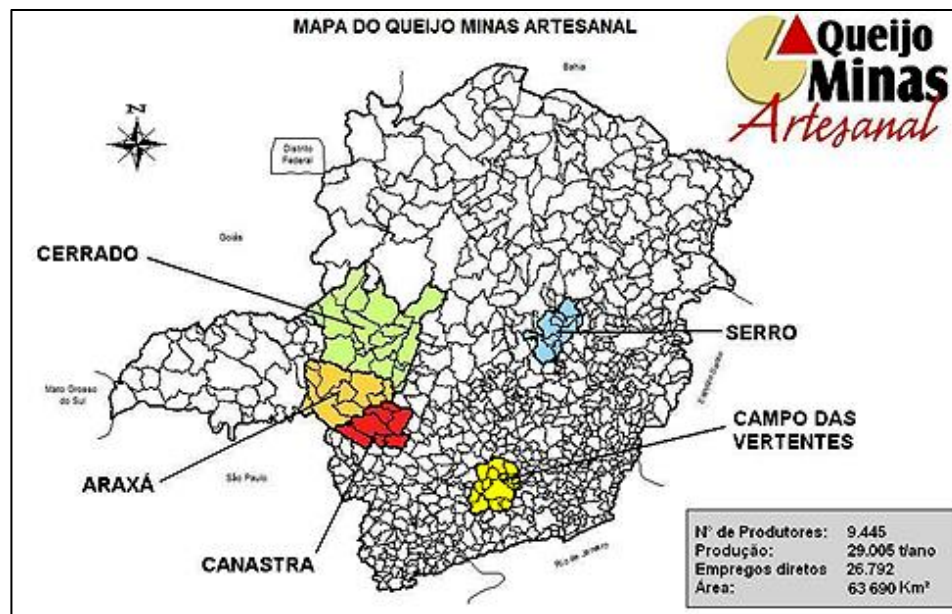 MAPA DO QUEIJO MINAS ARTESANAL
Queijo
Minas
Artesanal
Bahia
N
Distrito
Federal
Goiás
CERRADO
SERRO
Mato Grosso
do Sul
Espírito Santo
CAMPO DAS
VERTENTES
ARAXÁ
São Paulo
CANASTRA
Rio de Janeiro
N° de Produtores: 9.445
Produção: 29.005 t/ano
Empregos diretos 26.792
Área: 63 690 Km²